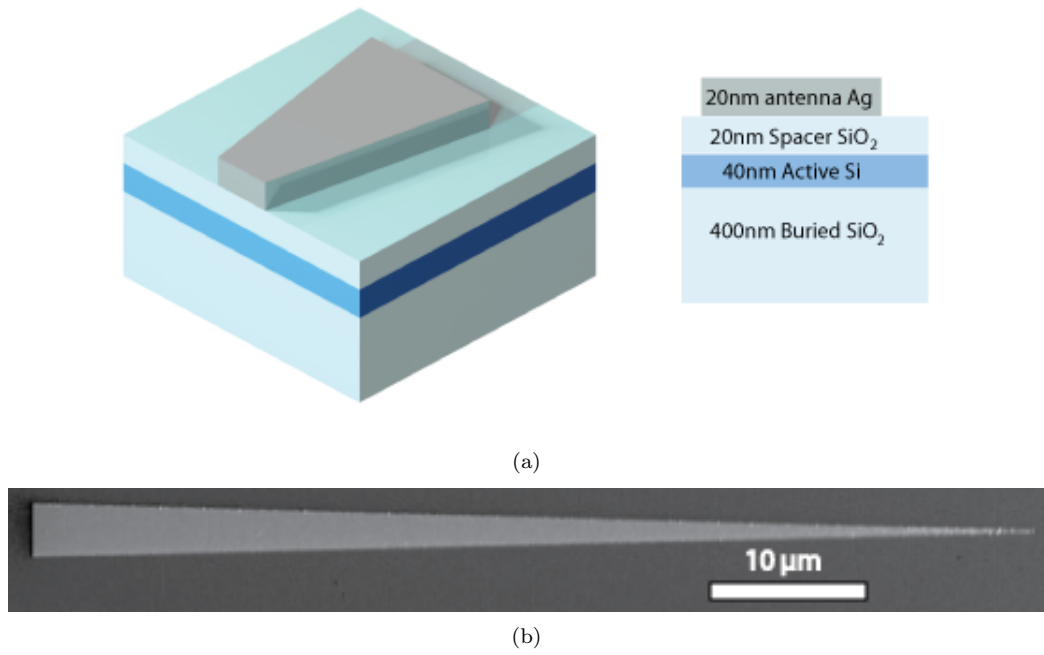 20nm antenna Ag
20nm Spacer SiO₂
40nm Active Si
400nm Buried SiO₂
(a)
10 µm
(b)